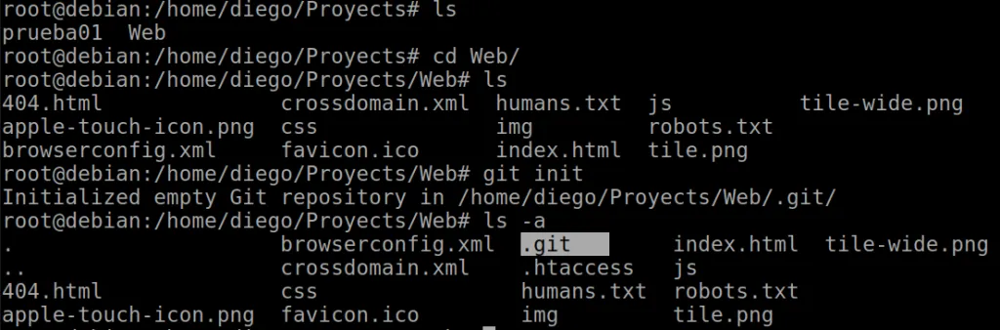 root@debian:/home/diego/Proyects# ls
prueba01  Web
root@debian:/home/diego/Proyects# cd Web/
root@debian:/home/diego/Proyects/Web# ls
404.html              crossdomain.xml  humans.txt  js          tile-wide.png
apple-touch-icon.png  css              img         robots.txt
browserconfig.xml     favicon.ico      index.html  tile.png
root@debian:/home/diego/Proyects/Web# git init
Initialized empty Git repository in /home/diego/Proyects/Web/.git/
root@debian:/home/diego/Proyects/Web# ls -a
.                     browserconfig.xml  .git        index.html  tile-wide.png
..                    crossdomain.xml    .htaccess   js
404.html              css                humans.txt  robots.txt
apple-touch-icon.png  favicon.ico        img         tile.png